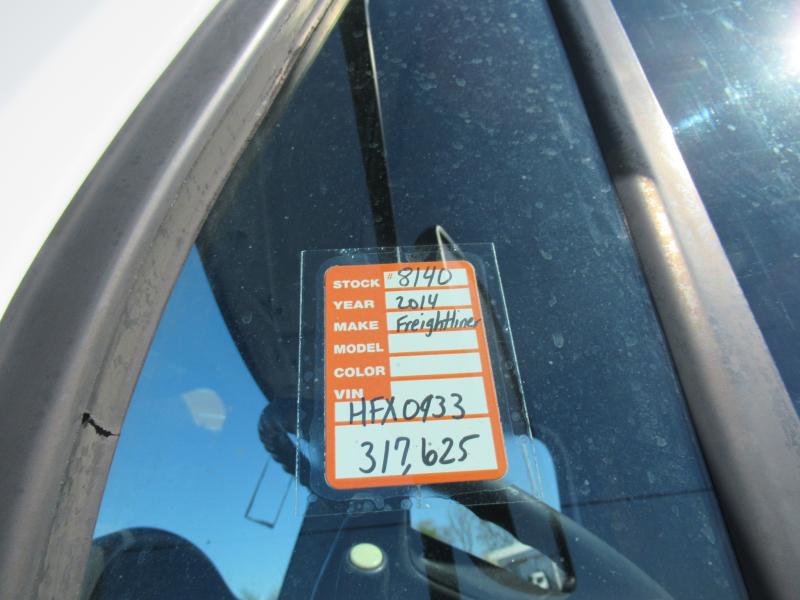 STOCK #8140
YEAR 2014
MAKE Freightliner
MODEL
COLOR
VIN
HFX0933
317,625